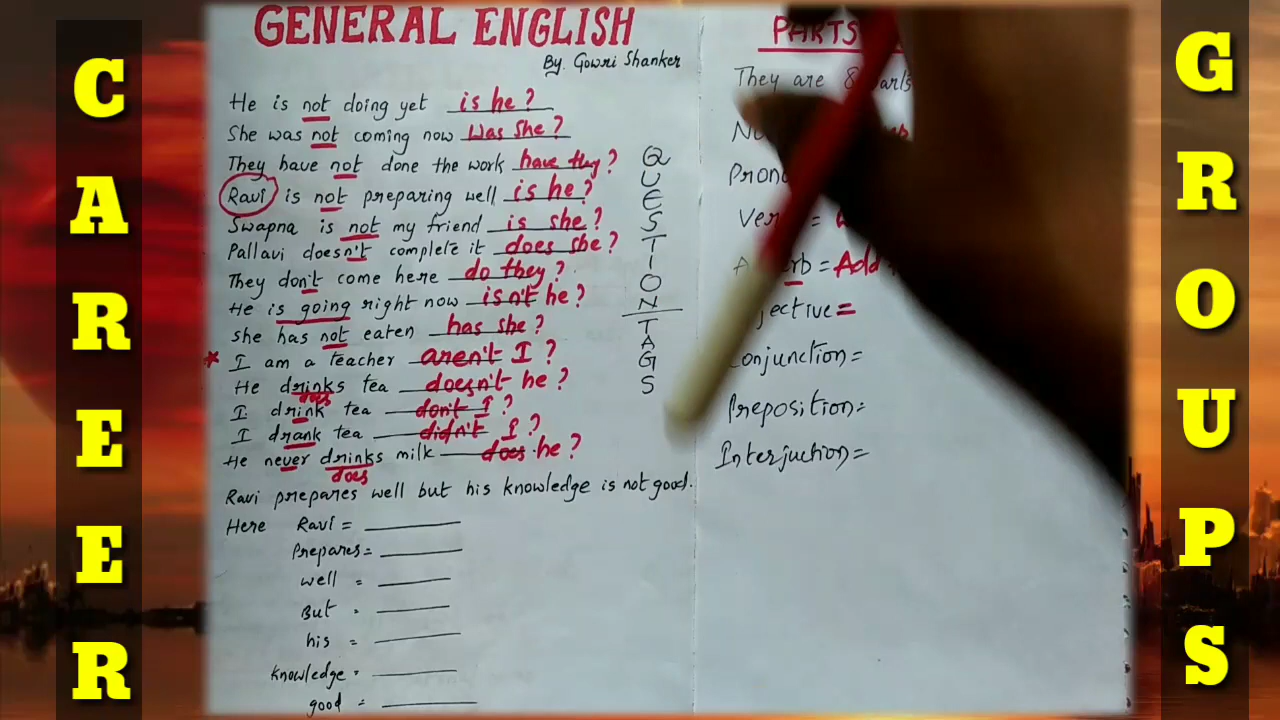 CAREER
GENERAL ENGLISH
By. Gowri Shanker
He is not doing yet is he?
She was not coming now was she?
They have not done the work have they?
Ravi is not preparing well is he?
Swapna is not my friend is she?
Pallavi doesn't complete it does she?
They don't come here do they?
He is going right now isn't he?
she has not eaten has she?
* I am a teacher aren't I?
He drinks tea doesn't he?
does
I drink tea don't I?
I drank tea didn't I?
He never drinks milk does he?
does
Ravi prepares well but his knowledge is not good.
Here Ravi =
Prepares =
well =
But =
his =
knowledge =
good =
QUESTION TAGS
PARTS
They are 8
= Add
=
Conjunction =
Preposition =
Interjuction =
GROUPS